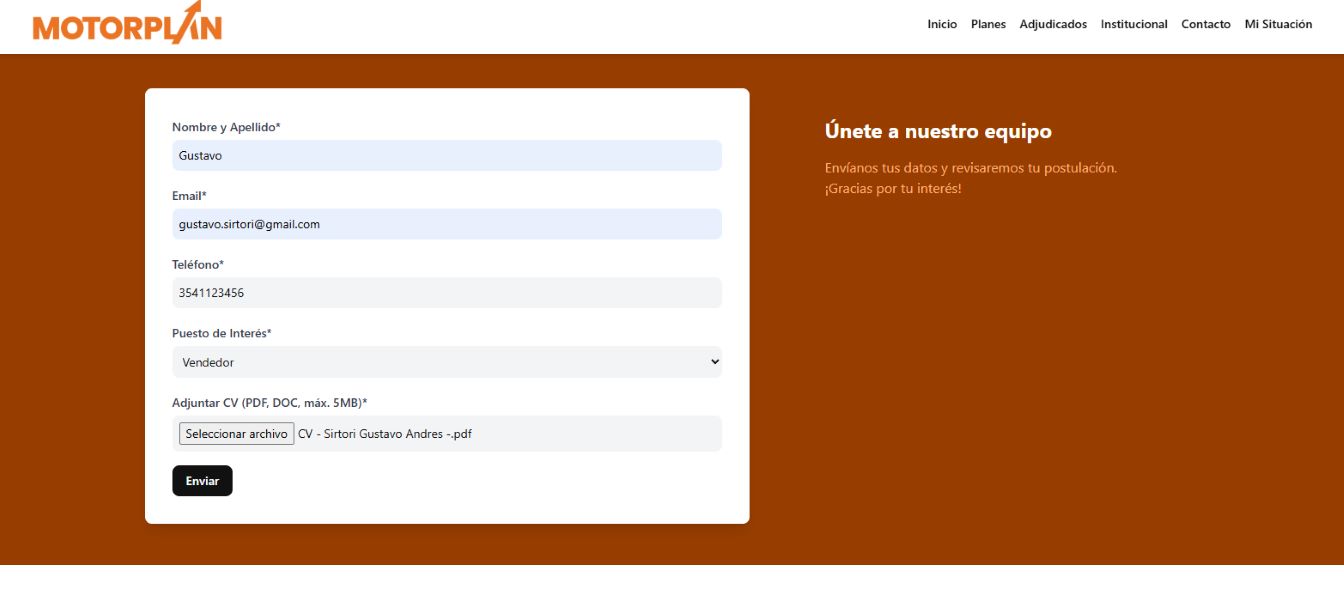 MOTORPLAN
Inicio Planes Adjudicados Institucional Contacto Mi Situación
Nombre y Apellido*
Gustavo
Email*
gustavo.sirtori@gmail.com
Teléfono*
3541123456
Puesto de Interés*
Vendedor
Adjuntar CV (PDF, DOC, máx. 5MB)*
Seleccionar archivo CV - Sirtori Gustavo Andres -.pdf
Enviar
Únete a nuestro equipo
Envíanos tus datos y revisaremos tu postulación.
¡Gracias por tu interés!